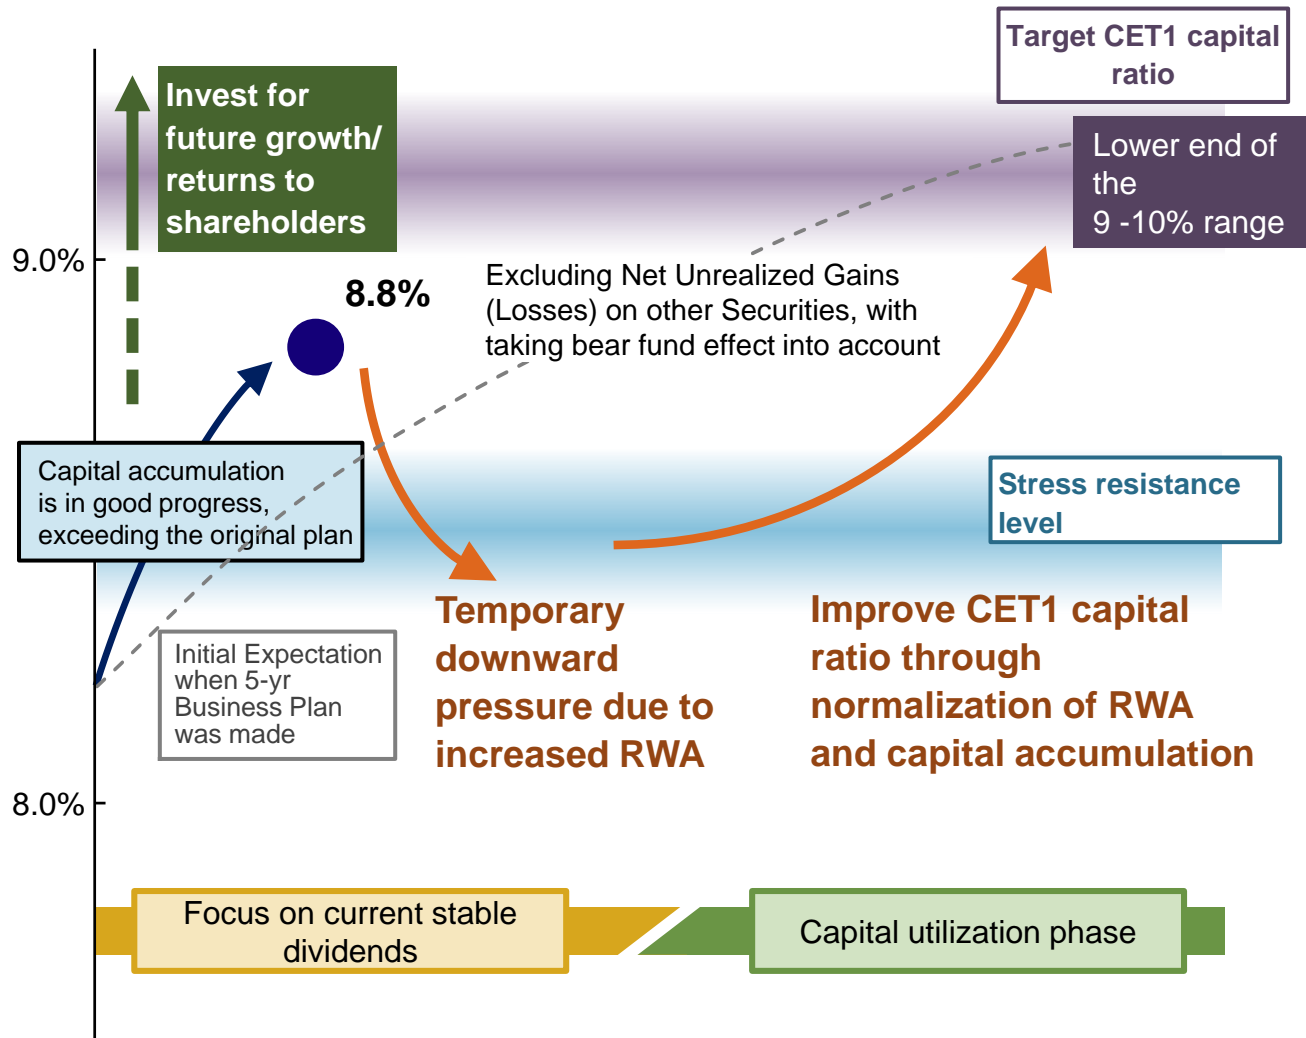 Target CET1 capital
ratio
Invest for
future growth/
returns to
shareholders
Lower end of
the
9 -10% range
9.0%
8.8%
Excluding Net Unrealized Gains
(Losses) on other Securities, with
taking bear fund effect into account
Capital accumulation
is in good progress,
exceeding the original plan
Stress resistance
level
Initial Expectation
when 5-yr
Business Plan
was made
Temporary
downward
pressure due to
increased RWA
Improve CET1 capital
ratio through
normalization of RWA
and capital accumulation
8.0%
Focus on current stable
dividends
Capital utilization phase